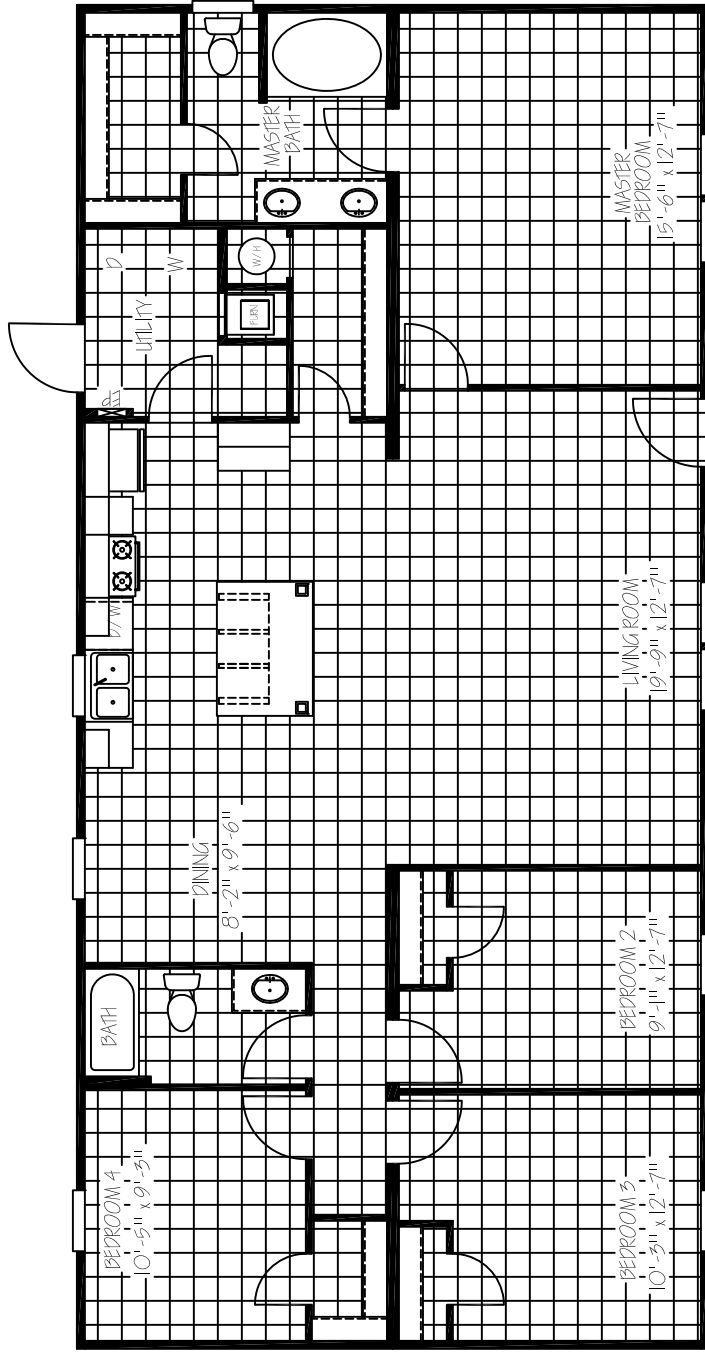 MASTER
BATH
MASTER
BEDROOM
15'-6" x 12'-7"
D
W
W/H
FURN
UTILITY
D/W
LIVING ROOM
19'-9" x 12'-7"
DINING
8'-2" x 9'-6"
BATH
BEDROOM 2
9'-1" x 12'-7"
BEDROOM 4
10'-5" x 9'-3"
BEDROOM 3
10'-3" x 12'-7"